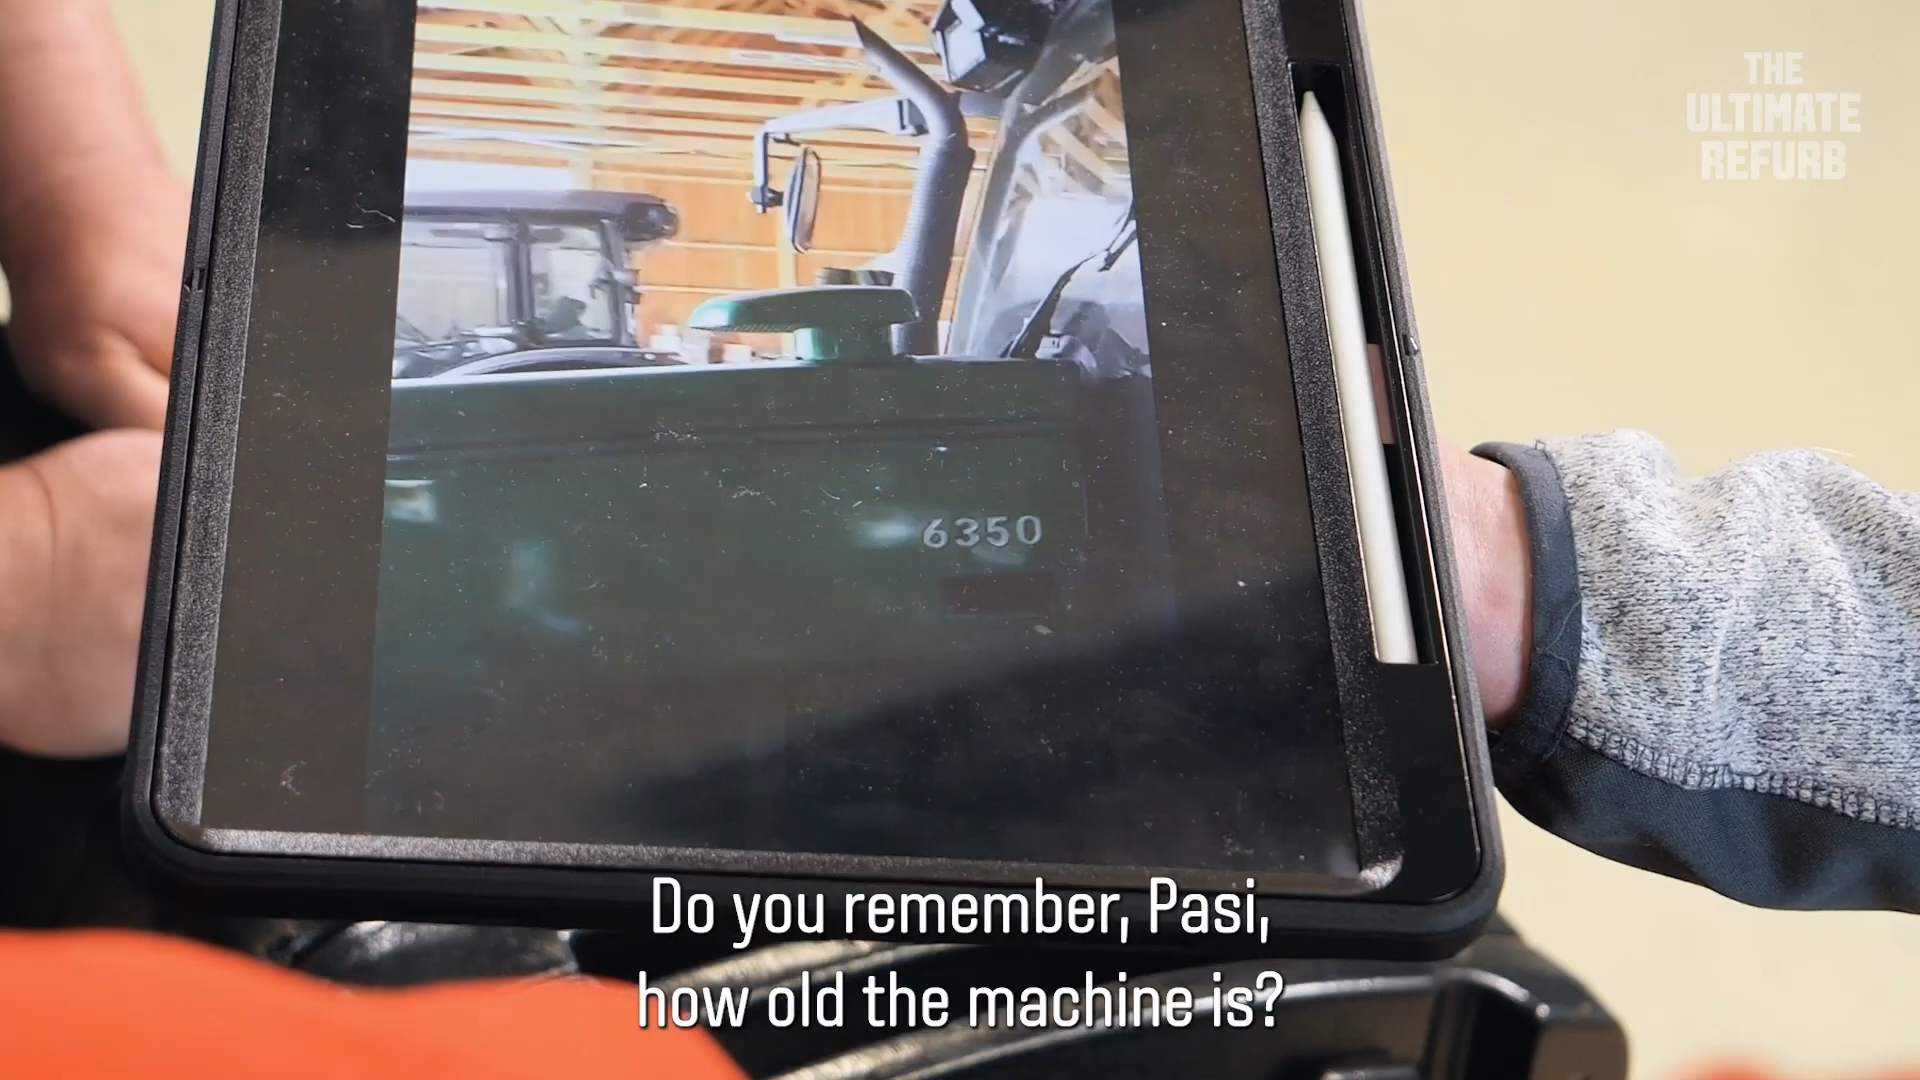 THE
ULTIMATE
REFURB
6350
Do you remember, Pasi,
how old the machine is?